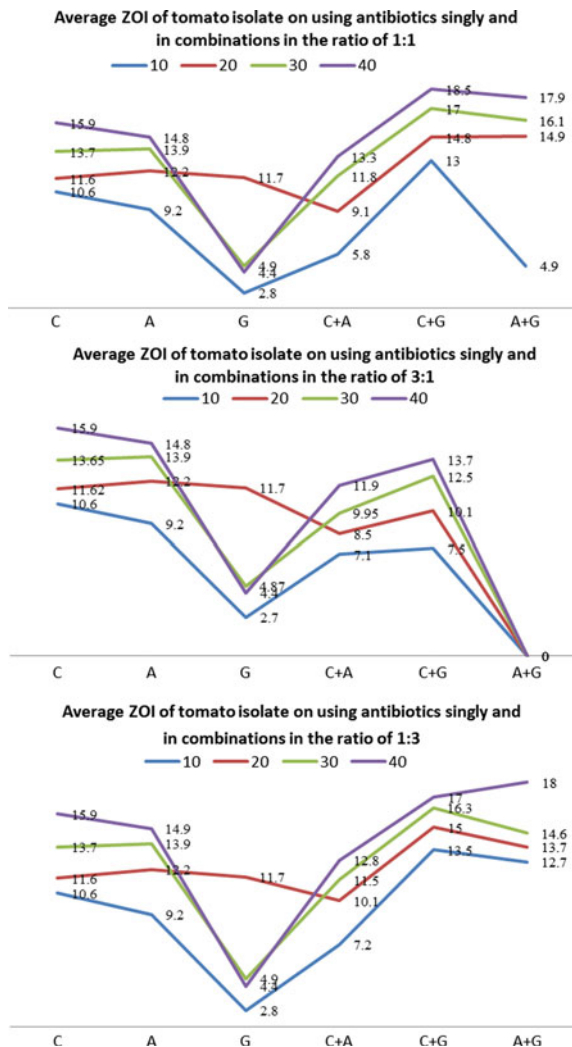 Average ZOI of tomato isolate on using antibiotics singly and
in combinations in the ratio of 1:1
10 20 30 40
15.9 14.8 4.4 13.3 18.5 17.9
13.7 13.9 4.9 11.8 17 16.1
11.6 12.2 11.7 9.1 14.8 14.9
10.6 9.2 2.8 5.8 13 4.9
C A G C+A C+G A+G
Average ZOI of tomato isolate on using antibiotics singly and
in combinations in the ratio of 3:1
10 20 30 40
15.9 14.8 4.4 11.9 13.7 0
13.65 13.9 4.87 9.95 12.5
11.62 12.2 11.7 8.5 10.1
10.6 9.2 2.7 7.1 7.5
C A G C+A C+G A+G
Average ZOI of tomato isolate on using antibiotics singly and
in combinations in the ratio of 1:3
10 20 30 40
15.9 14.9 4.4 12.8 17 18
13.7 13.9 4.9 11.5 16.3 14.6
11.6 12.2 11.7 10.1 15 13.7
10.6 9.2 2.8 7.2 13.5 12.7
C A G C+A C+G A+G